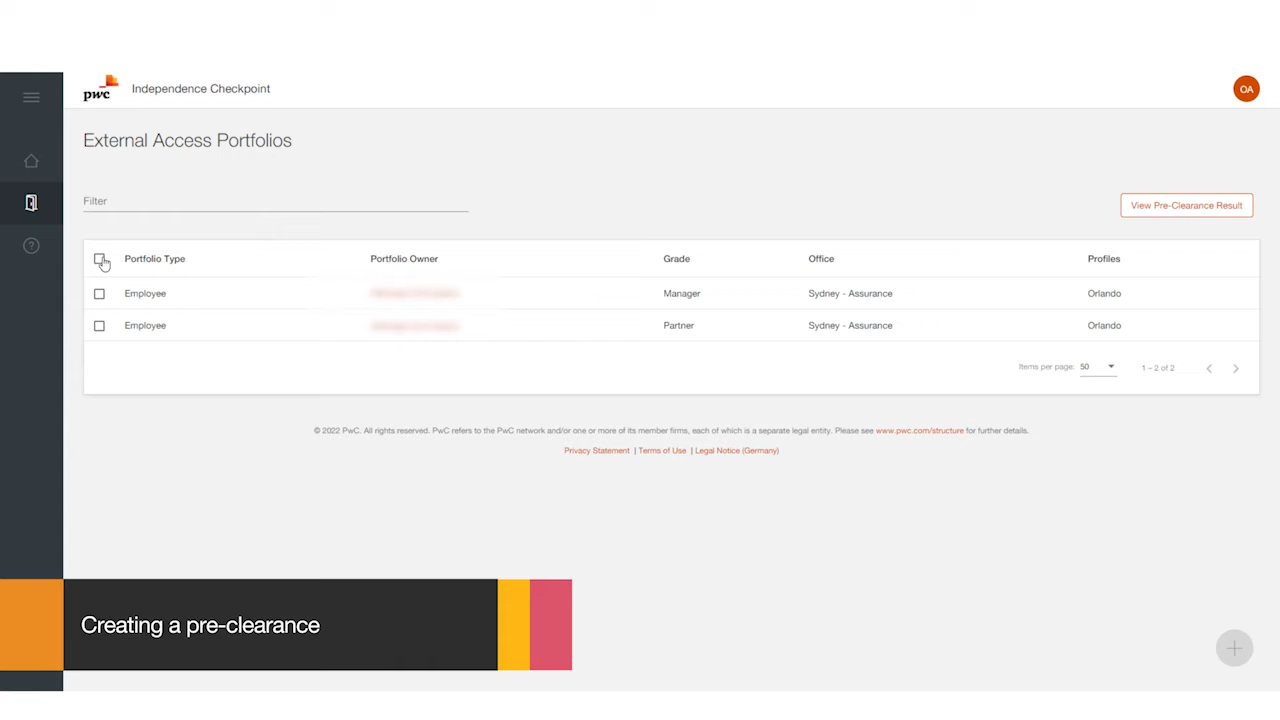 pwc
Independence Checkpoint
OA
External Access Portfolios
Filter
View Pre-Clearance Result
Portfolio Type Portfolio Owner Grade Office Profiles
Employee Manager Sydney - Assurance Orlando
Employee Partner Sydney - Assurance Orlando
Items per page: 50 1 – 2 of 2
© 2022 PwC. All rights reserved. PwC refers to the PwC network and/or one or more of its member firms, each of which is a separate legal entity. Please see www.pwc.com/structure for further details.
Privacy Statement | Terms of Use | Legal Notice (Germany)
Creating a pre-clearance